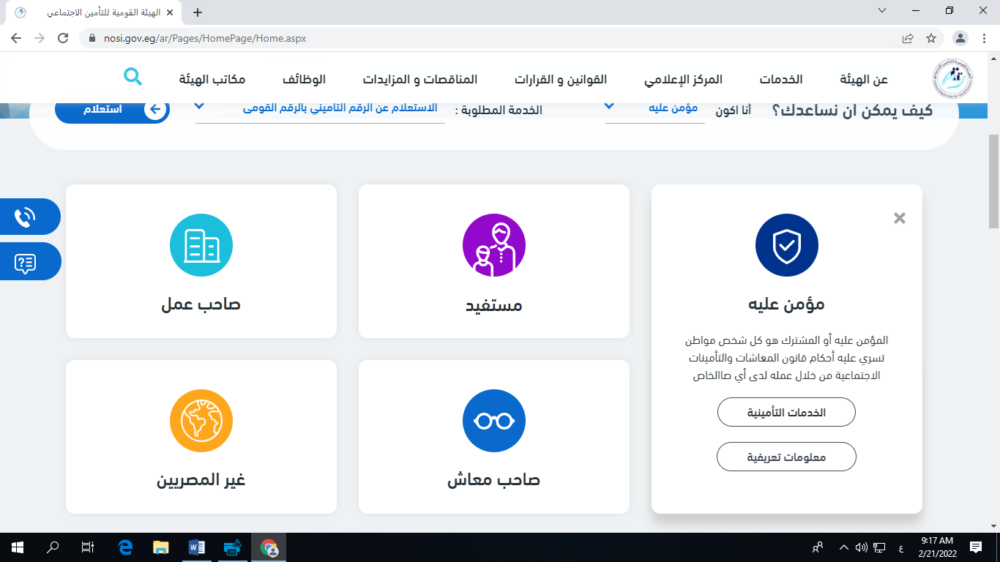 الهيئة القومية للتأمين الاجتماعي
nosi.gov.eg/ar/Pages/HomePage/Home.aspx
عن الهيئة
الخدمات
المركز الإعلامي
القوانين و القرارات
المناقصات و المزايدات
الوظائف
مكاتب الهيئة
كيف يمكن ان نساعدك؟
أنا اكون
مؤمن عليه
الخدمة المطلوبة :
الاستعلام عن الرقم التاميني بالرقم القومى
استعلام
مؤمن عليه
المؤمن عليه أو المشترك هو كل شخص مواطن
تسري عليه أحكام قانون المعاشات والتأمينات
الاجتماعية من خلال عمله لدى أي صاالخاص
الخدمات التأمينية
معلومات تعريفية
مستفيد
صاحب عمل
صاحب معاش
غير المصريين
ع
9:17 AM
2/21/2022